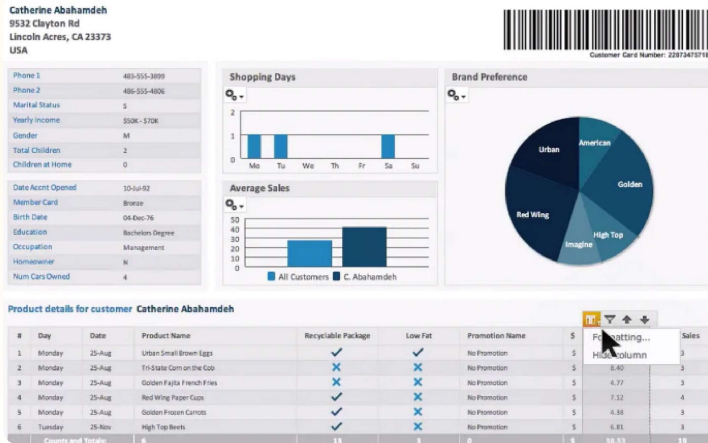 Catherine Abahamdeh
9532 Clayton Rd
Lincoln Acres, CA 23373
USA
Customer Card Number: 22873475718
Phone 1 483-555-3899
Phone 2 486-555-4806
Marital Status S
Yearly Income $50K - $70K
Gender M
Total Children 2
Children at Home 0
Date Accnt Opened 10-Jul-92
Member Card Bronze
Birth Date 04-Dec-76
Education Bachelors Degree
Occupation Management
Homeowner N
Num Cars Owned 4
Shopping Days
2
1
0
Mo Tu We Th Fr Sa Su
Average Sales
50
40
30
20
10
0
All Customers C. Abahamdeh
Brand Preference
Urban
American
Golden
Red Wing
High Top
Imagine
Product details for customer Catherine Abahamdeh
# Day Date Product Name Recyclable Package Low Fat Promotion Name $ Sales
Formatting...
Hide column
1 Monday 25-Aug Urban Small Brown Eggs No Promotion $ 3
2 Monday 25-Aug Tri-State Corn on the Cob No Promotion $ 8.40 3
3 Monday 25-Aug Golden Fajita French Fries No Promotion $ 4.77 3
4 Monday 25-Aug Red Wing Paper Cups No Promotion $ 7.12 4
5 Monday 25-Aug Golden Frozen Carrots No Promotion $ 4.38 3
6 Tuesday 25-Nov High Top Beets No Promotion $ 6.81 3
Counts and Totals: 6 0 $